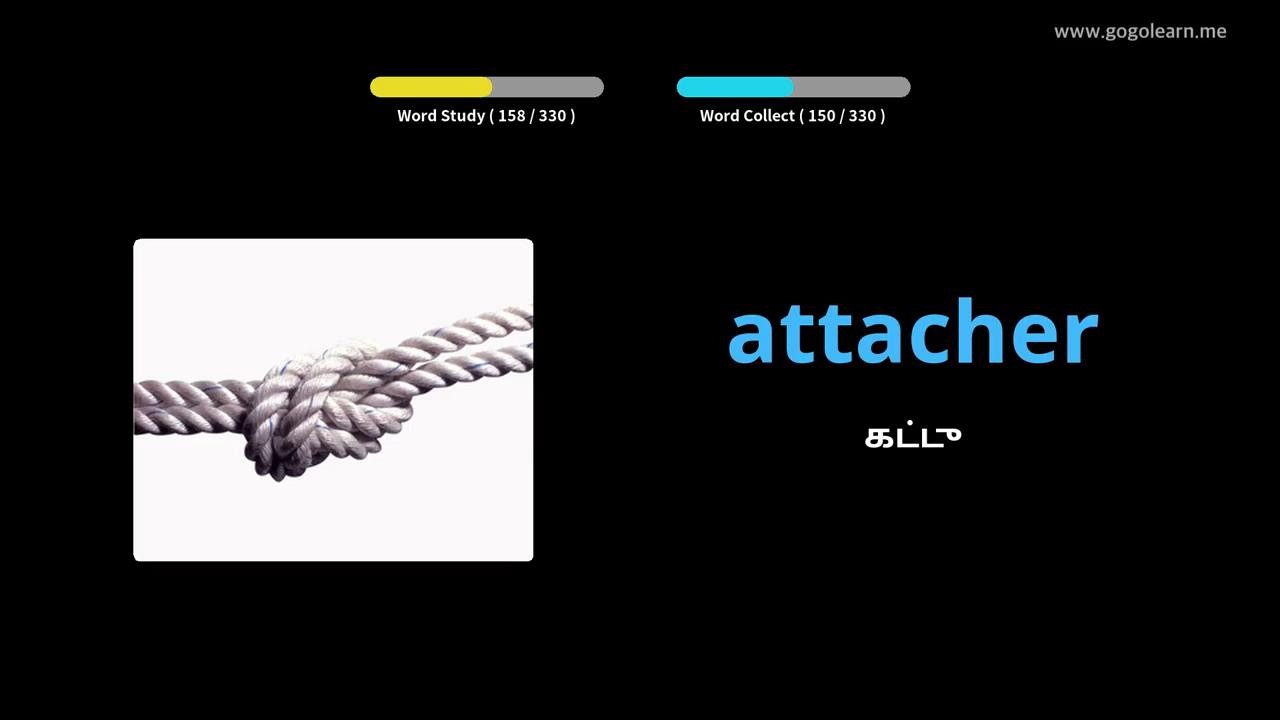 www.gogolearn.me
Word Study ( 158 / 330 )
Word Collect ( 150 / 330 )
attacher
கட்டு